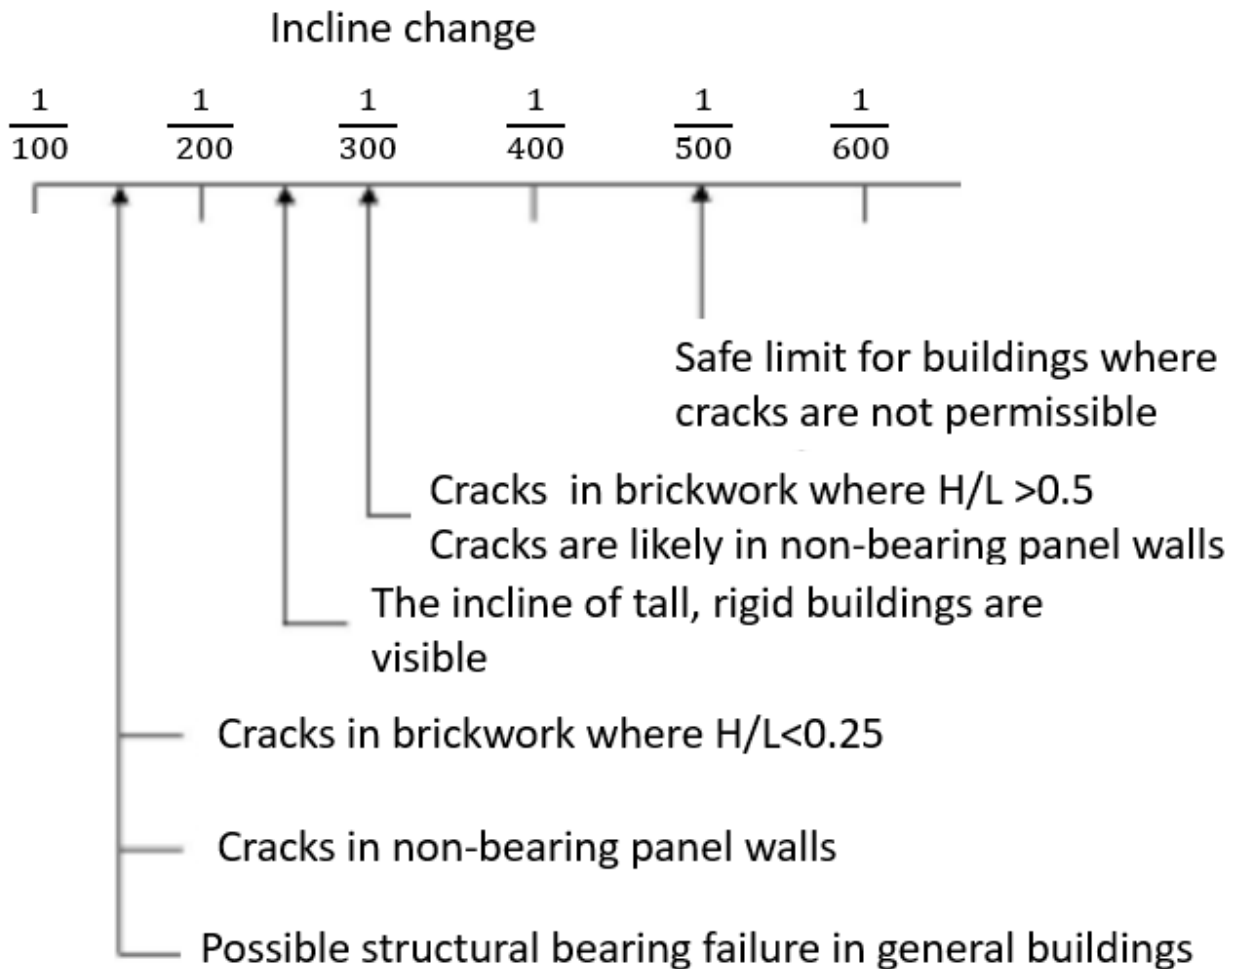 Incline change
1/100 1/200 1/300 1/400 1/500 1/600
Safe limit for buildings where
cracks are not permissible
Cracks in brickwork where H/L >0.5
Cracks are likely in non-bearing panel walls
The incline of tall, rigid buildings are
visible
Cracks in brickwork where H/L<0.25
Cracks in non-bearing panel walls
Possible structural bearing failure in general buildings